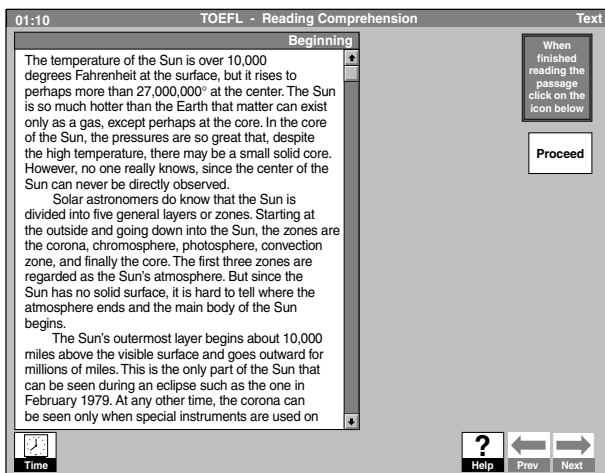 01:10 TOEFL - Reading Comprehension Text
Beginning
The temperature of the Sun is over 10,000
degrees Fahrenheit at the surface, but it rises to
perhaps more than 27,000,000° at the center. The Sun
is so much hotter than the Earth that matter can exist
only as a gas, except perhaps at the core. In the core
of the Sun, the pressures are so great that, despite
the high temperature, there may be a small solid core.
However, no one really knows, since the center of the
Sun can never be directly observed.
Solar astronomers do know that the Sun is
divided into five general layers or zones. Starting at
the outside and going down into the Sun, the zones are
the corona, chromosphere, photosphere, convection
zone, and finally the core. The first three zones are
regarded as the Sun's atmosphere. But since the
Sun has no solid surface, it is hard to tell where the
atmosphere ends and the main body of the Sun
begins.
The Sun's outermost layer begins about 10,000
miles above the visible surface and goes outward for
millions of miles. This is the only part of the Sun that
can be seen during an eclipse such as the one in
February 1979. At any other time, the corona can
be seen only when special instruments are used on
When
finished
reading the
passage
click on the
icon below
Proceed
Time
?
Help Prev Next